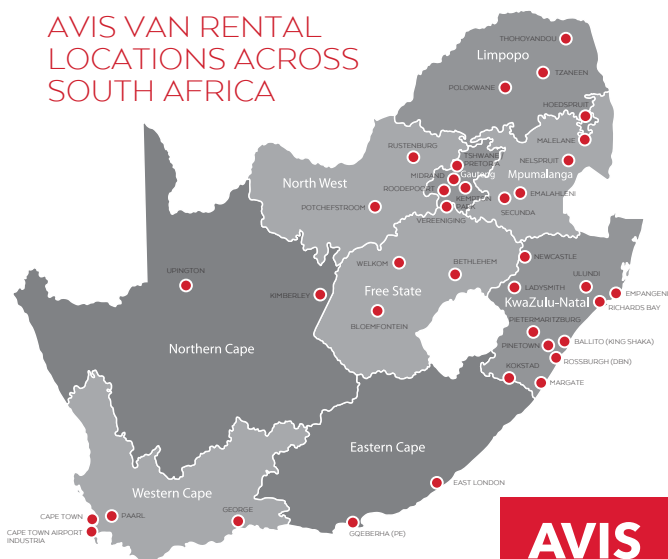 AVIS VAN RENTAL
LOCATIONS ACROSS
SOUTH AFRICA
THOHOYANDOU
Limpopo
TZANEEN
POLOKWANE
HOEDSPRUIT
MALELANE
RUSTENBURG
TSHWANE
PRETORIA
NELSPRUIT
Mpumalanga
MIDRAND
Gauteng
North West
ROODEPOORT
KEMPTON
PARK
EMALAHLENI
POTCHEFSTROOM
SECUNDA
VEREENIGING
NEWCASTLE
WELKOM
BETHLEHEM
UPINGTON
LADYSMITH
ULUNDI
KIMBERLEY
Free State
EMPANGENI
KwaZulu-Natal
RICHARDS BAY
BLOEMFONTEIN
PIETERMARITZBURG
Northern Cape
PINETOWN
BALLITO (KING SHAKA)
ROSSBURGH (DBN)
KOKSTAD
MARGATE
Eastern Cape
EAST LONDON
Western Cape
CAPE TOWN
PAARL
GEORGE
GQEBERHA (PE)
CAPE TOWN AIRPORT
INDUSTRIA
AVIS